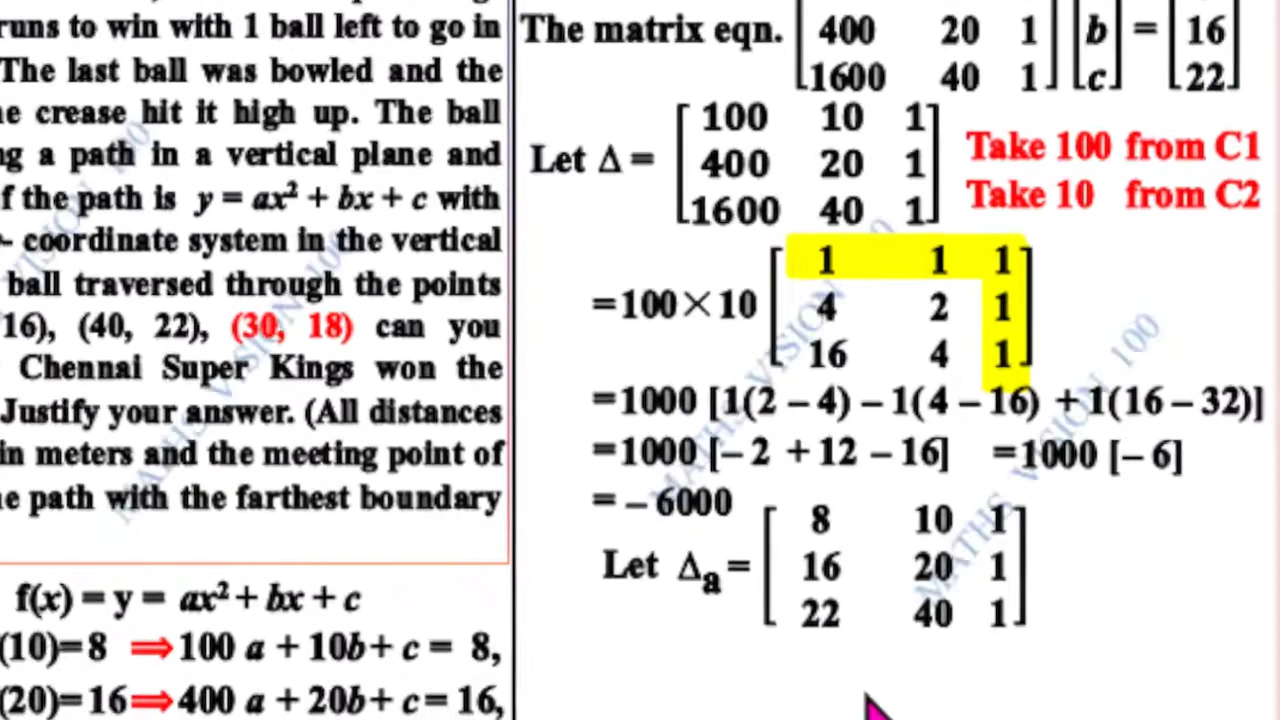 runs to win with 1 ball left to go in
The last ball was bowled and the
e crease hit it high up. The ball
ng a path in a vertical plane and
f the path is y = ax² + bx + c with
- coordinate system in the vertical
ball traversed through the points
16), (40, 22), (30, 18) can you
Chennai Super Kings won the
Justify your answer. (All distances
in meters and the meeting point of
e path with the farthest boundary
f(x) = y = ax² + bx + c
(10)=8 ⇒ 100 a + 10b + c = 8,
(20)=16 ⇒ 400 a + 20b + c = 16,
The matrix eqn. [400 20 1] [b] = [16]
[1600 40 1] [c] [22]
[100 10 1]
Let Δ = [400 20 1]
[1600 40 1]
Take 100 from C1
Take 10 from C2
[1 1 1]
=100×10 [4 2 1]
[16 4 1]
=1000 [1(2 – 4) – 1(4 – 16) + 1(16 – 32)]
=1000 [– 2 + 12 – 16] =1000 [– 6]
= – 6000
[8 10 1]
Let Δa = [16 20 1]
[22 40 1]
MATHS VISION 100